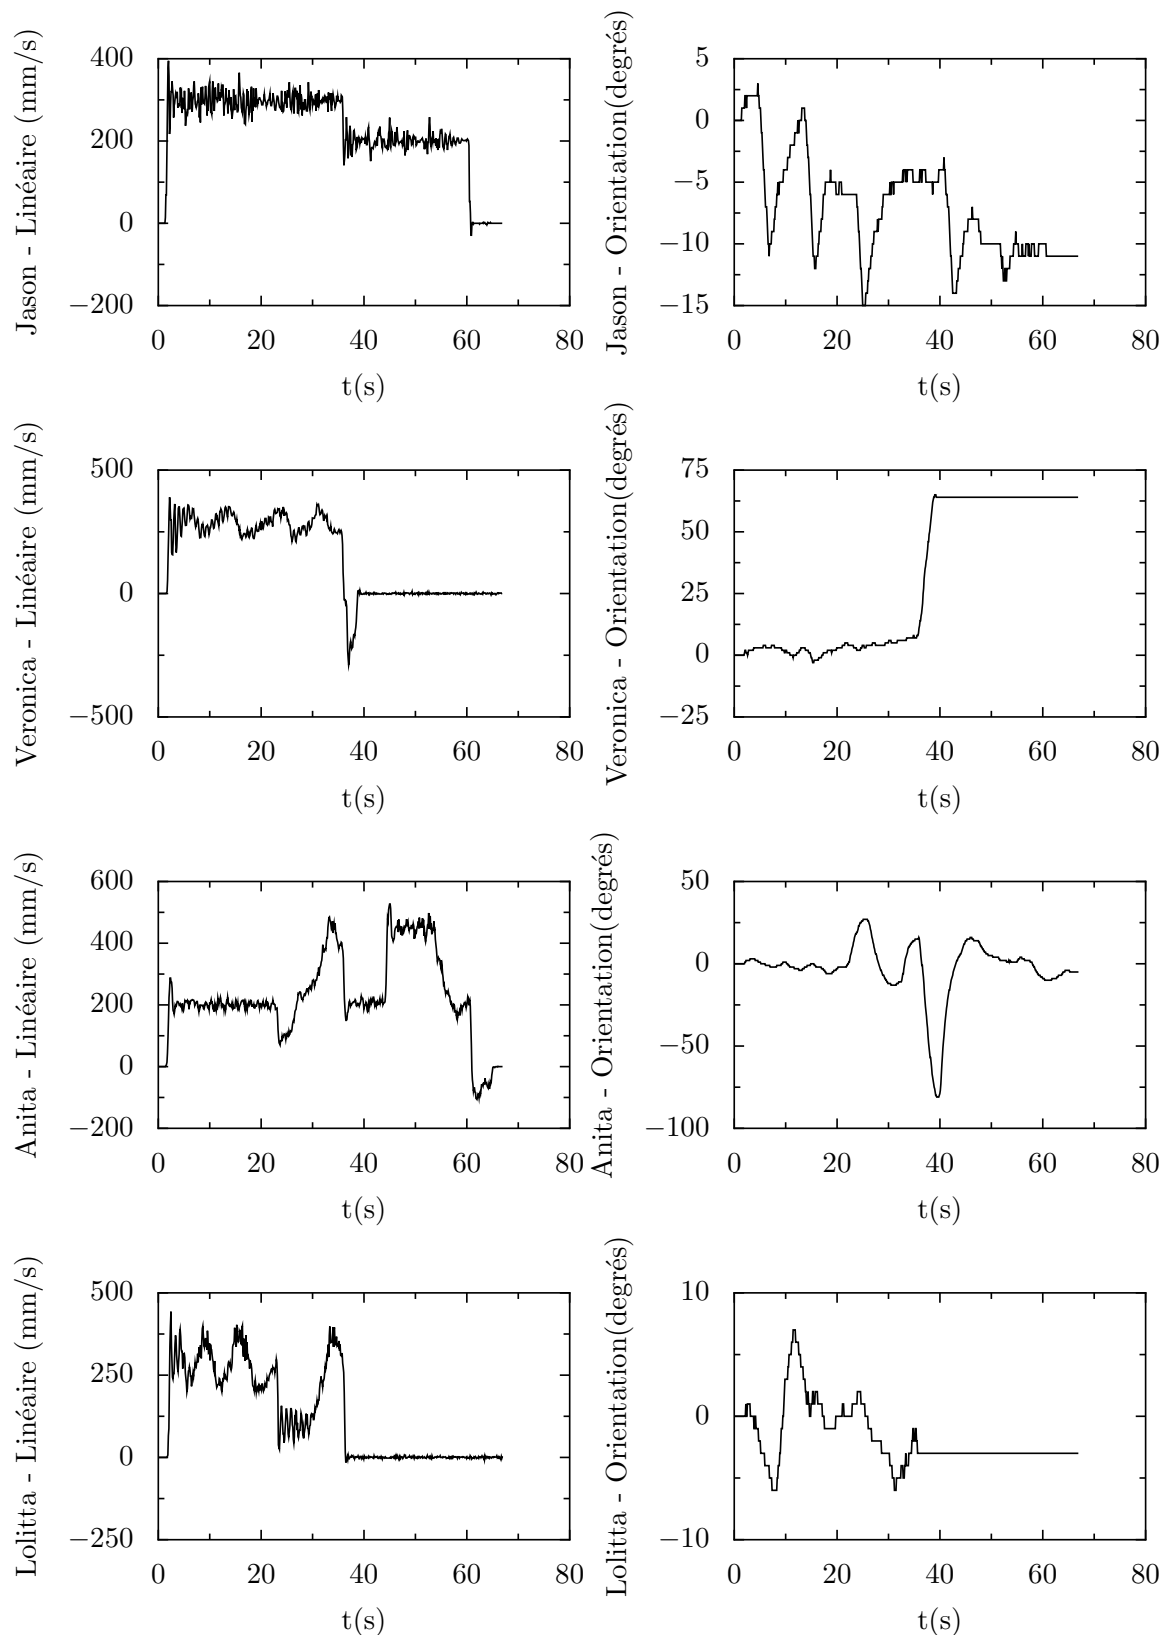 Jason - Linéaire (mm/s)
400
200
0
−200
0 20 40 60 80
t(s)
Jason - Orientation(degrés)
5
0
−5
−10
−15
0 20 40 60 80
t(s)
Veronica - Linéaire (mm/s)
500
0
−500
0 20 40 60 80
t(s)
Veronica - Orientation(degrés)
75
50
25
0
−25
0 20 40 60 80
t(s)
Anita - Linéaire (mm/s)
600
400
200
0
−200
0 20 40 60 80
t(s)
Anita - Orientation(degrés)
50
0
−50
−100
0 20 40 60 80
t(s)
Lolitta - Linéaire (mm/s)
500
250
0
−250
0 20 40 60 80
t(s)
Lolitta - Orientation(degrés)
10
0
−10
0 20 40 60 80
t(s)